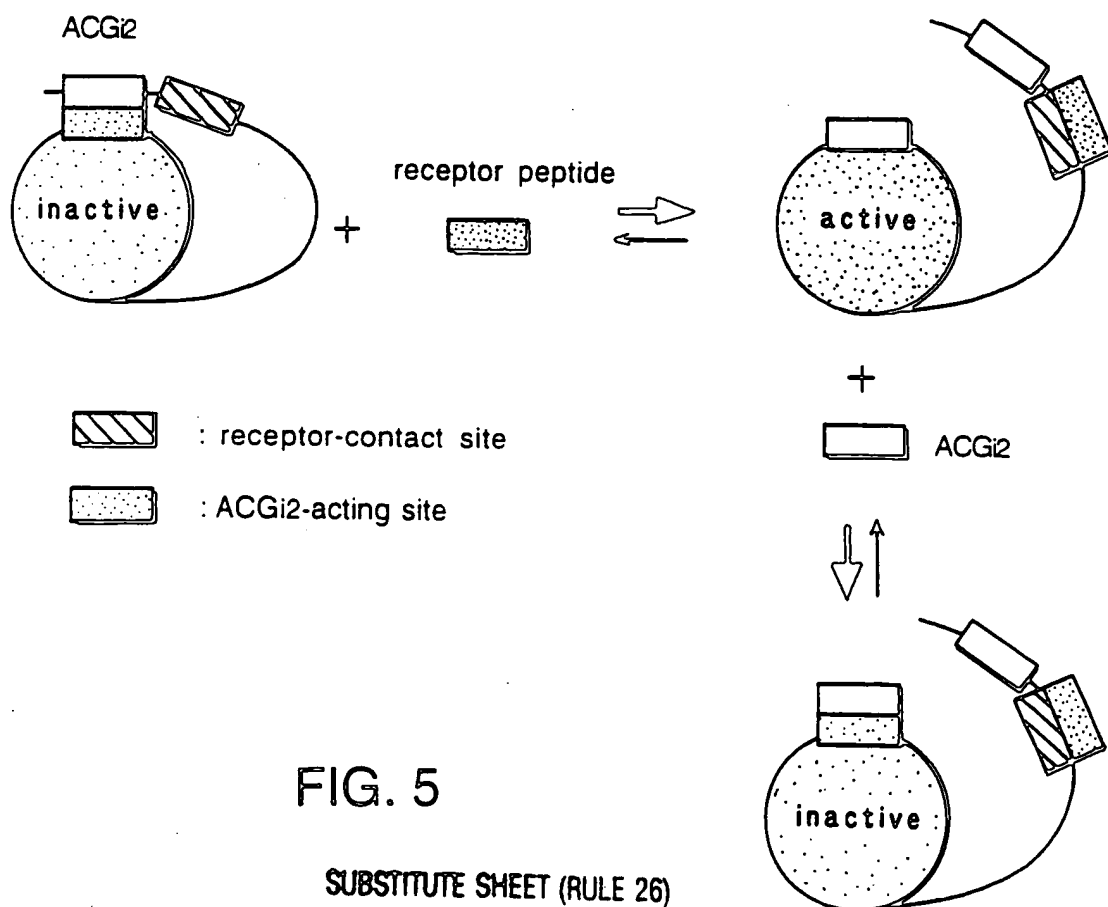 ACGi2
inactive
+
receptor peptide
active
+
ACGi2
: receptor-contact site
: ACGi2-acting site
inactive
FIG. 5
SUBSTITUTE SHEET (RULE 26)